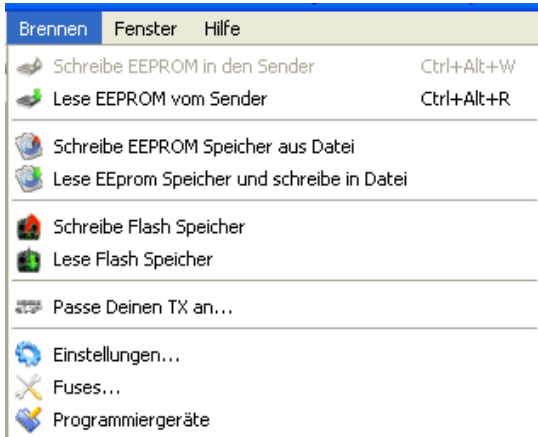 Brennen Fenster Hilfe
Schreibe EEPROM in den Sender Ctrl+Alt+W
Lese EEPROM vom Sender Ctrl+Alt+R
Schreibe EEPROM Speicher aus Datei
Lese EEprom Speicher und schreibe in Datei
Schreibe Flash Speicher
Lese Flash Speicher
Passe Deinen TX an...
Einstellungen...
Fuses...
Programmiergeräte